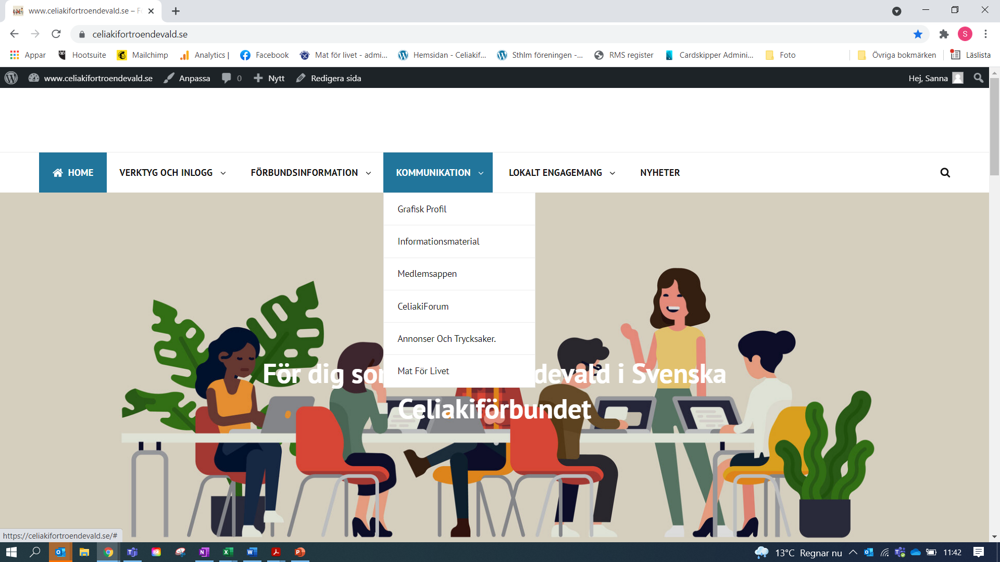 www.celiakifortroendevald.se – F
celiakifortroendevald.se
S
Appar Hootsuite Mailchimp Analytics | Facebook Mat för livet - admi... Hemsidan - Celiakif... Sthlm föreningen -... RMS register Cardskipper Admini... Foto Övriga bokmärken Läslista
www.celiakifortroendevald.se Anpassa 0 Nytt Redigera sida Hej, Sanna
HOME VERKTYG OCH INLOGG FÖRBUNDSINFORMATION KOMMUNIKATION LOKALT ENGAGEMANG NYHETER
Grafisk Profil
Informationsmaterial
Medlemsappen
CeliakiForum
Annonser Och Trycksaker.
Mat För Livet
För dig devald i Svenska
Celiakiförbundet
https://celiakifortroendevald.se/#
13°C Regnar nu 11:42